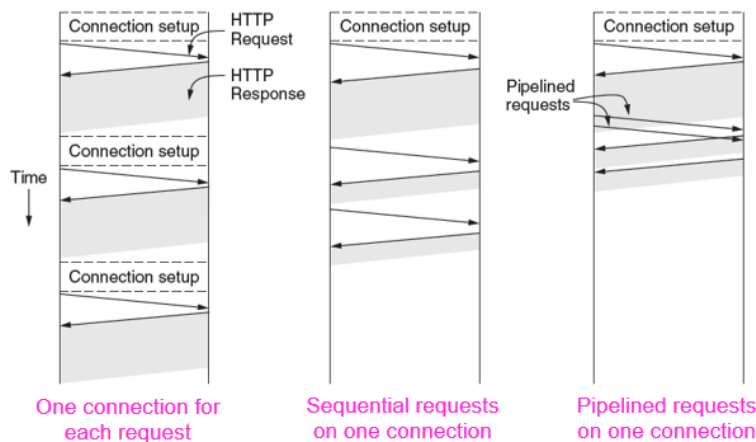 Connection setup
HTTP
Request
HTTP
Response
Connection setup
Time
Connection setup
One connection for
each request
Connection setup
Sequential requests
on one connection
Connection setup
Pipelined
requests
Pipelined requests
on one connection